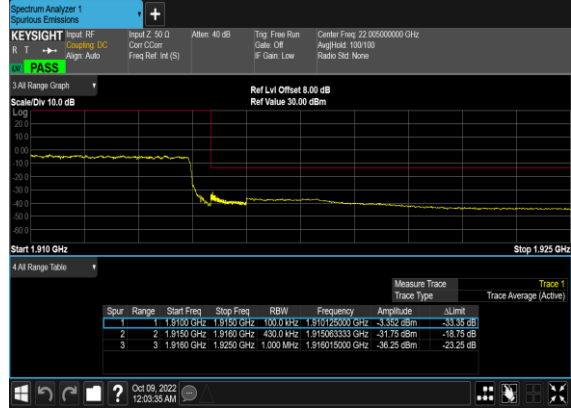 Spectrum Analyzer 1
Spurious Emissions
KEYSIGHT Input: RF Input Z: 50 Ω Atten: 40 dB Trig: Free Run Center Freq: 22.005000000 GHz
R T Coupling: DC Corr CCorr Gate: Off Avg|Hold: 100/100
Align: Auto Freq Ref: Int (S) IF Gain: Low Radio Std: None
PASS
3 All Range Graph
Ref Lvl Offset 8.00 dB
Scale/Div 10.0 dB Ref Value 30.00 dBm
Log
20.0
10.0
0.00
-10.0
-20.0
-30.0
-40.0
-50.0
-60.0
Start 1.910 GHz Stop 1.925 GHz
4 All Range Table
Measure Trace Trace 1
Trace Type Trace Average (Active)
Spur Range Start Freq Stop Freq RBW Frequency Amplitude ΔLimit
1 1 1.9100 GHz 1.9150 GHz 100.0 kHz 1.910125000 GHz -3.352 dBm -33.35 dB
2 2 1.9150 GHz 1.9160 GHz 430.0 kHz 1.915063333 GHz -31.75 dBm -18.75 dB
3 3 1.9160 GHz 1.9250 GHz 1.000 MHz 1.916015000 GHz -36.25 dBm -23.25 dB
? Oct 09, 2022
12:03:35 AM